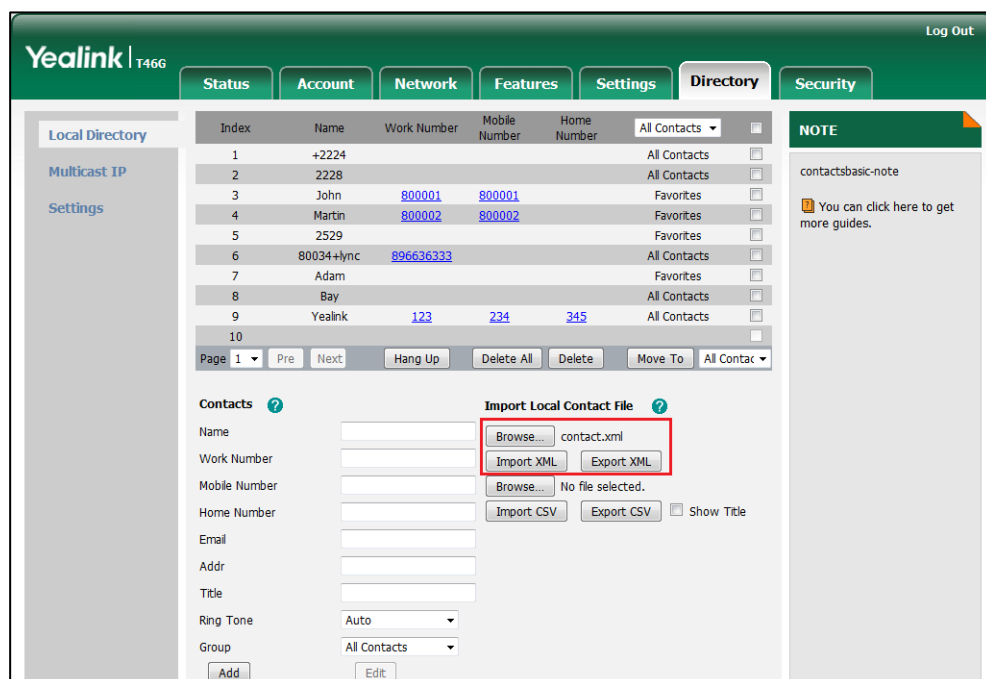 Log Out
Yealink | T46G
Status Account Network Features Settings Directory Security
Local Directory
Multicast IP
Settings
Index Name Work Number Mobile Number Home Number All Contacts
1 +2224 All Contacts
2 2228 All Contacts
3 John 800001 800001 Favorites
4 Martin 800002 800002 Favorites
5 2529 Favorites
6 80034+lync 896636333 All Contacts
7 Adam Favorites
8 Bay All Contacts
9 Yealink 123 234 345 All Contacts
10
Page 1 Pre Next Hang Up Delete All Delete Move To All Contac
Contacts ? Import Local Contact File ?
Name Browse... contact.xml
Work Number Import XML Export XML
Mobile Number Browse... No file selected.
Home Number Import CSV Export CSV Show Title
Email
Addr
Title
Ring Tone Auto
Group All Contacts
Add Edit
NOTE
contactsbasic-note
? You can click here to get
more guides.